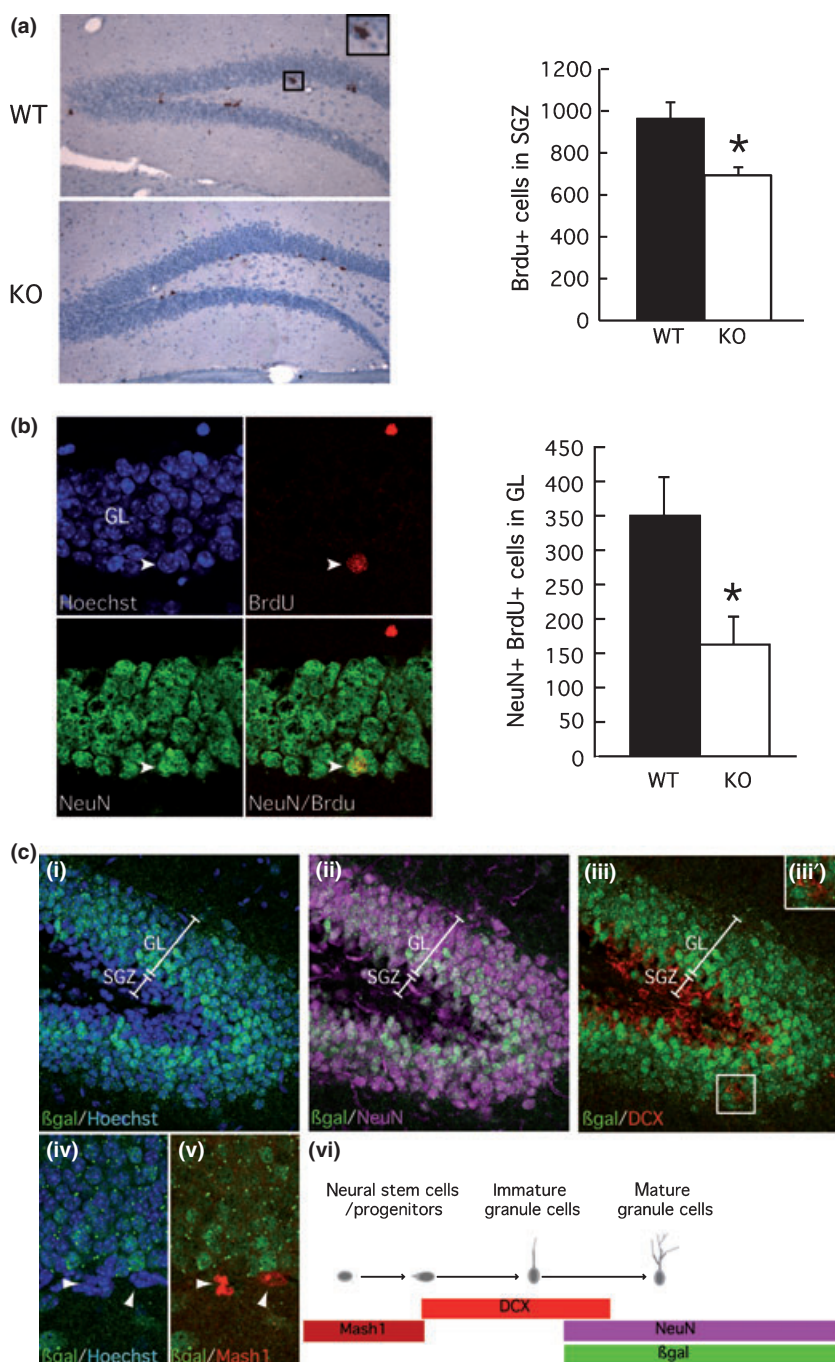 (a)
WT
KO
Brdu+ cells in SGZ
1200
1000
800
600
400
200
0
*
WT KO
(b)
GL
Hoechst
BrdU
NeuN
NeuN/Brdu
NeuN+ BrdU+ cells in GL
450
400
350
300
250
200
150
100
50
0
*
WT KO
(c)
(i)
GL
SGZ
ßgal/Hoechst
(ii)
GL
SGZ
ßgal/NeuN
(iii)
(iii')
GL
SGZ
ßgal/DCX
(iv)
ßgal/Hoechst
(v)
ßgal/Mash1
(vi)
Neural stem cells
/progenitors
Immature
granule cells
Mature
granule cells
DCX
Mash1
NeuN
ßgal